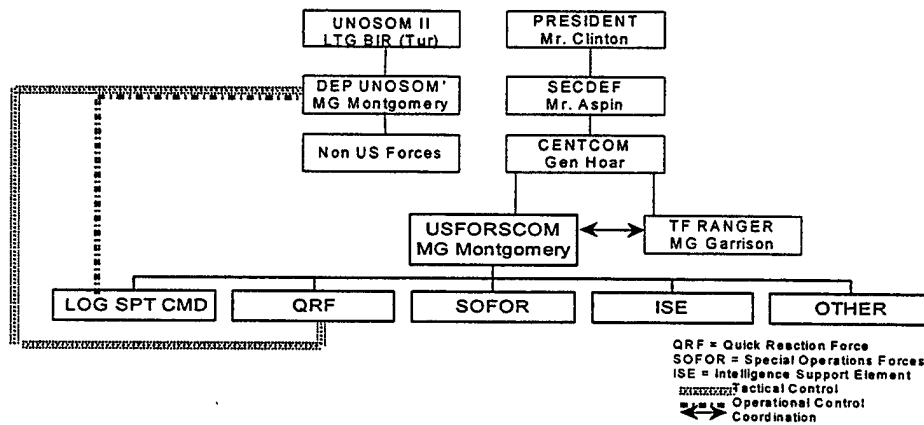 UNOSOM II
LTG BIR (Tur)
PRESIDENT
Mr. Clinton
DEP UNOSOM'
MG Montgomery
SECDEF
Mr. Aspin
Non US Forces
CENTCOM
Gen Hoar
USFORSCOM
MG Montgomery
TF RANGER
MG Garrison
LOG SPT CMD
QRF
SOFOR
ISE
OTHER
QRF = Quick Reaction Force
SOFOR = Special Operations Forces
ISE = Intelligence Support Element
Tactical Control
Operational Control
Coordination